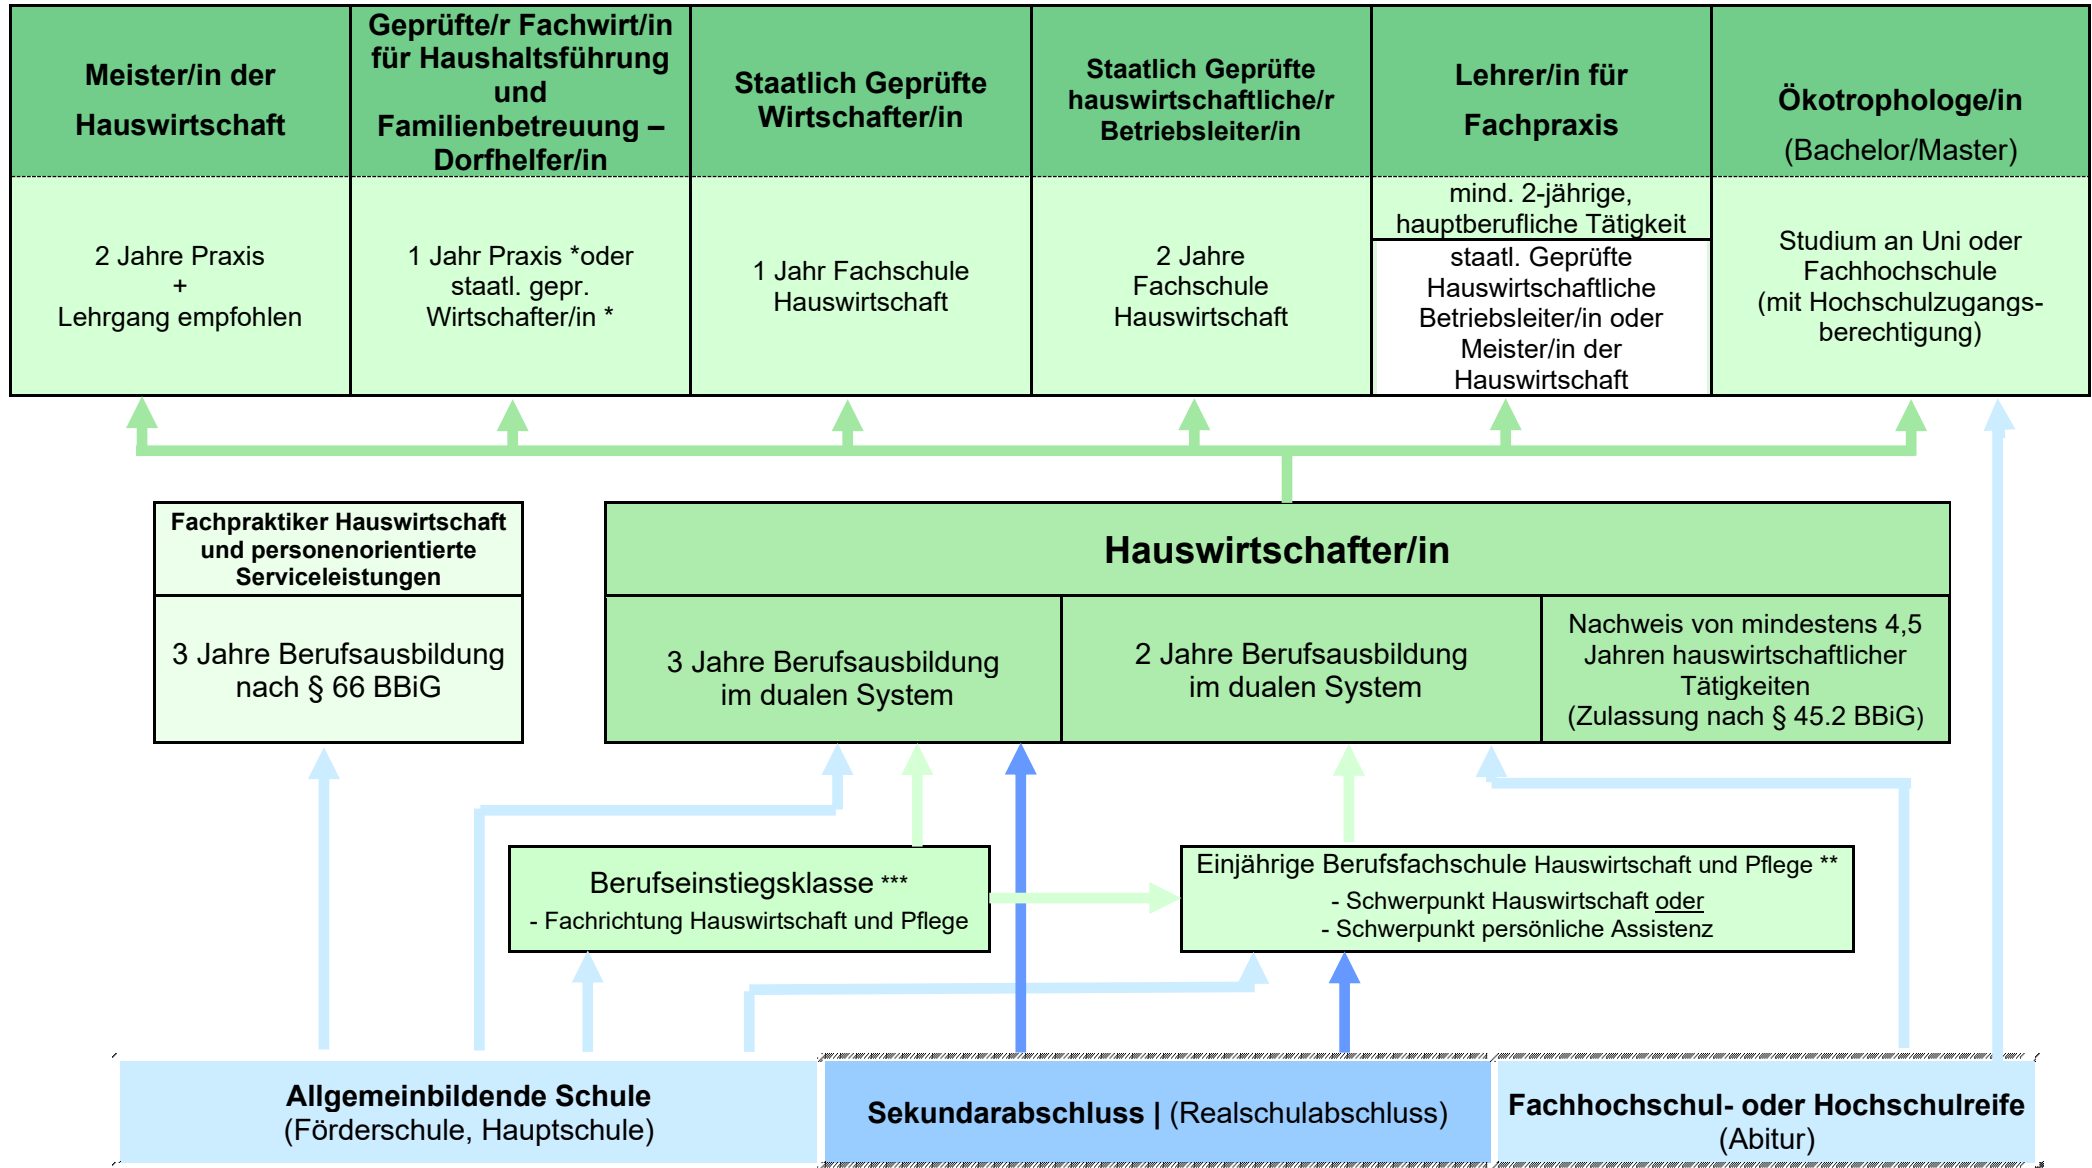 Meister/in der
Hauswirtschaft
Geprüfte/r Fachwirt/in
für Haushaltsführung
und
Familienbetreuung –
Dorfhelfer/in
Staatlich Geprüfte
Wirtschafter/in
Staatlich Geprüfte
hauswirtschaftliche/r
Betriebsleiter/in
Lehrer/in für
Fachpraxis
Ökotrophologe/in
(Bachelor/Master)
2 Jahre Praxis
+
Lehrgang empfohlen
1 Jahr Praxis *oder
staatl. gepr.
Wirtschafter/in *
1 Jahr Fachschule
Hauswirtschaft
2 Jahre
Fachschule
Hauswirtschaft
mind. 2-jährige,
hauptberufliche Tätigkeit
staatl. Geprüfte
Hauswirtschaftliche
Betriebsleiter/in oder
Meister/in der
Hauswirtschaft
Studium an Uni oder
Fachhochschule
(mit Hochschulzugangs-
berechtigung)
Fachpraktiker Hauswirtschaft
und personenorientierte
Serviceleistungen
3 Jahre Berufsausbildung
nach § 66 BBiG
Hauswirtschafter/in
3 Jahre Berufsausbildung
im dualen System
2 Jahre Berufsausbildung
im dualen System
Nachweis von mindestens 4,5
Jahren hauswirtschaftlicher
Tätigkeiten
(Zulassung nach § 45.2 BBiG)
Berufseinstiegsklasse ***
- Fachrichtung Hauswirtschaft und Pflege
Einjährige Berufsfachschule Hauswirtschaft und Pflege **
- Schwerpunkt Hauswirtschaft oder
- Schwerpunkt persönliche Assistenz
Allgemeinbildende Schule
(Förderschule, Hauptschule)
Sekundarabschluss | (Realschulabschluss)
Fachhochschul- oder Hochschulreife
(Abitur)